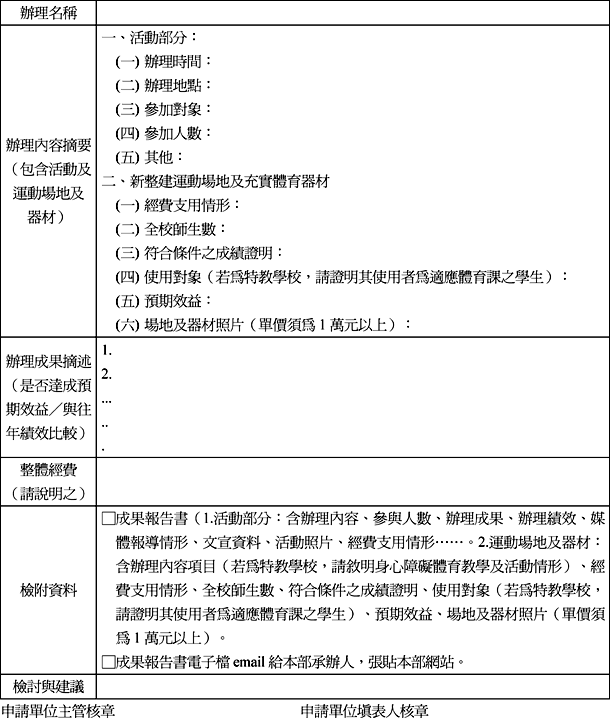 辦理名稱
辦理內容摘要
（包含活動及
運動場地及
器材）
一、活動部分：
(一) 辦理時間：
(二) 辦理地點：
(三) 參加對象：
(四) 參加人數：
(五) 其他：
二、新整建運動場地及充實體育器材
(一) 經費支用情形：
(二) 全校師生數：
(三) 符合條件之成績證明：
(四) 使用對象（若為特教學校，請證明其使用者為適應體育課之學生）：
(五) 預期效益：
(六) 場地及器材照片（單價須為 1 萬元以上）：
辦理成果摘述
（是否達成預
期效益／與往
年績效比較）
1.
2.
...
..
.
整體經費
（請說明之）
檢附資料
□成果報告書（1.活動部分：含辦理內容、參與人數、辦理成果、辦理績效、媒
體報導情形、文宣資料、活動照片、經費支用情形……。2.運動場地及器材：
含辦理內容項目（若為特教學校，請敘明身心障礙體育教學及活動情形）、經
費支用情形、全校師生數、符合條件之成績證明、使用對象（若為特教學校，
請證明其使用者為適應體育課之學生）、預期效益、場地及器材照片（單價須
為 1 萬元以上）。
□成果報告書電子檔 email 給本部承辦人，張貼本部網站。
檢討與建議
申請單位主管核章
申請單位填表人核章